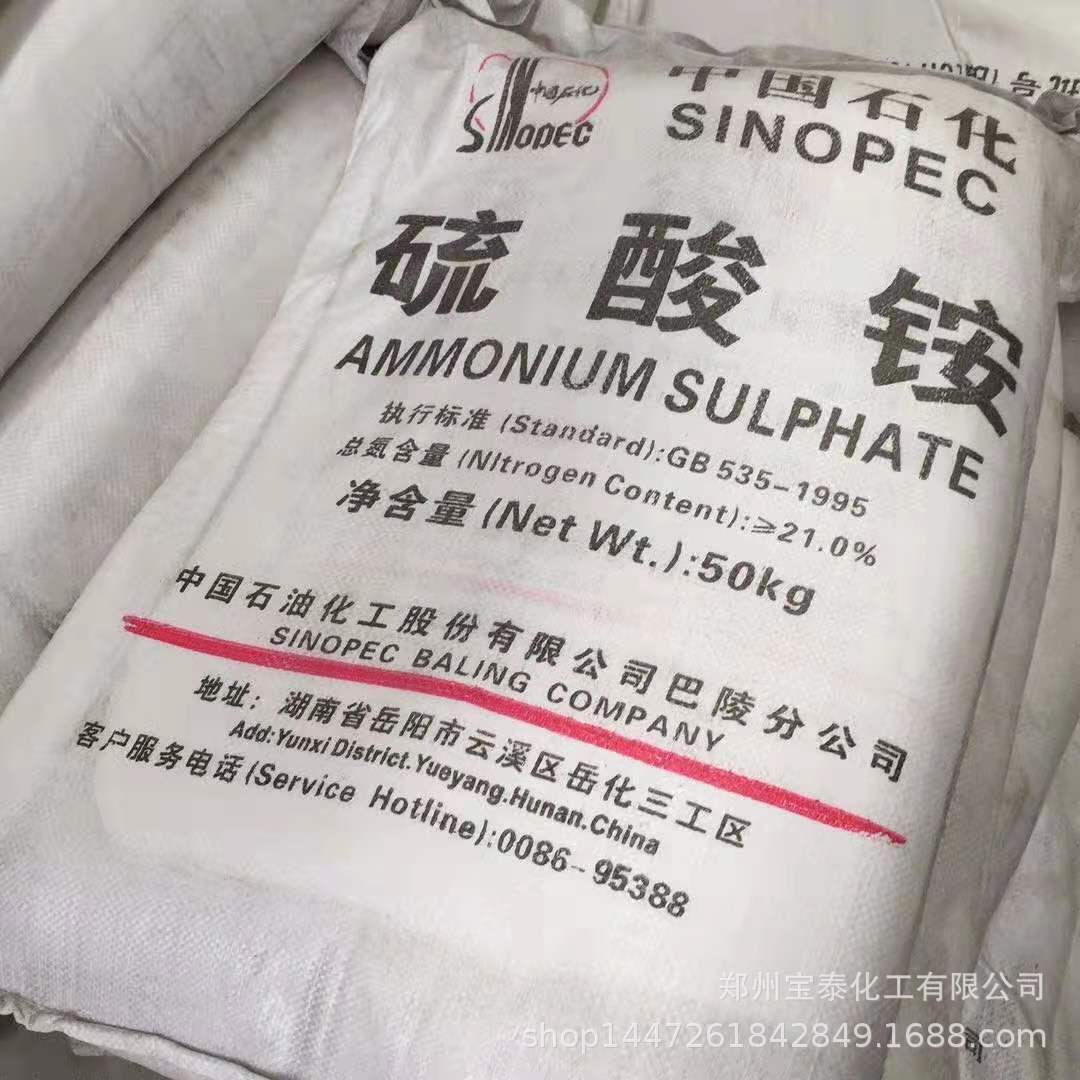 中国石化
SINOPEC
中国石化
SINOPEC
硫酸铵
AMMONIUM SULPHATE
执行标准 (Standard):GB 535-1995
总氮含量 (NItrogen Content):≥21.0%
净含量 (Net Wt.):50kg
中国石油化工股份有限公司巴陵分公司
SINOPEC BALING COMPANY
地址: 湖南省岳阳市云溪区岳化三工区
Add:Yunxi District.Yueyang.Hunan.China
客户服务电话(Service Hotline):0086-95388
郑州宝泰化工有限公司
shop1447261842849.1688.com
司